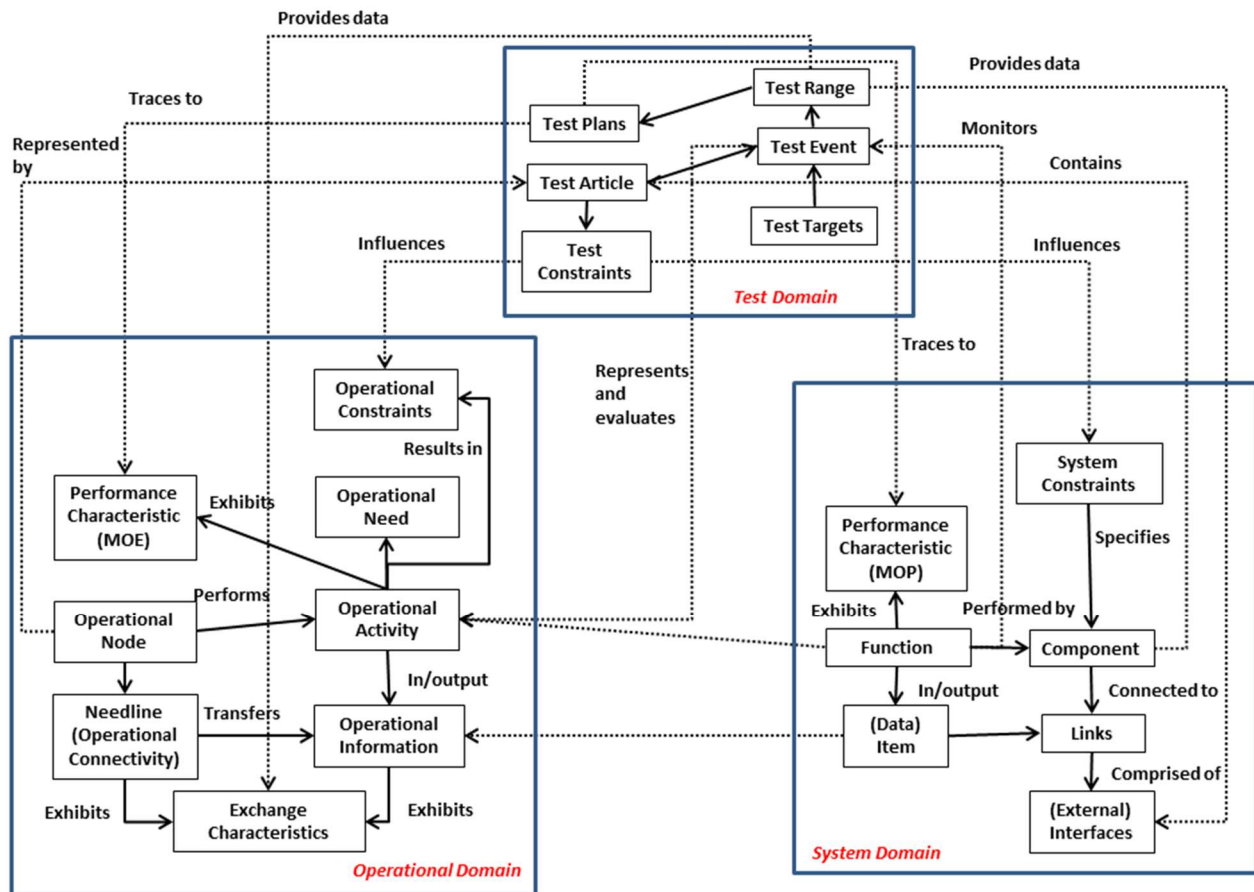 Provides data
Test Range
Provides data
Traces to
Test Plans
Represented
by
Test Event
Monitors
Test Article
Contains
Test Targets
Influences
Test
Constraints
Influences
Test Domain
Traces to
Represents
and
evaluates
Operational
Constraints
Results in
Performance
Characteristic
(MOE)
Exhibits
Operational
Need
Performs
Operational
Node
Operational
Activity
In/output
Needline
(Operational
Connectivity)
Transfers
Operational
Information
Exhibits
Exchange
Characteristics
Exhibits
Operational Domain
System
Constraints
Performance
Characteristic
(MOP)
Specifies
Exhibits
Performed by
Function
Component
In/output
Connected to
(Data)
Item
Links
Comprised of
(External)
Interfaces
System Domain